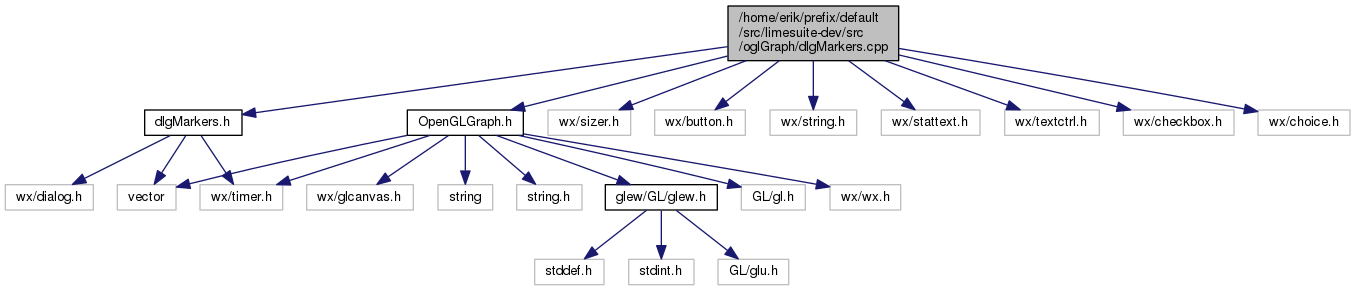 /home/erik/prefix/default
/src/limesuite-dev/src
/oglGraph/dlgMarkers.cpp
dlgMarkers.h
OpenGLGraph.h
wx/sizer.h
wx/button.h
wx/string.h
wx/stattext.h
wx/textctrl.h
wx/checkbox.h
wx/choice.h
wx/dialog.h
vector
wx/timer.h
wx/glcanvas.h
string
string.h
glew/GL/glew.h
GL/gl.h
wx/wx.h
stddef.h
stdint.h
GL/glu.h